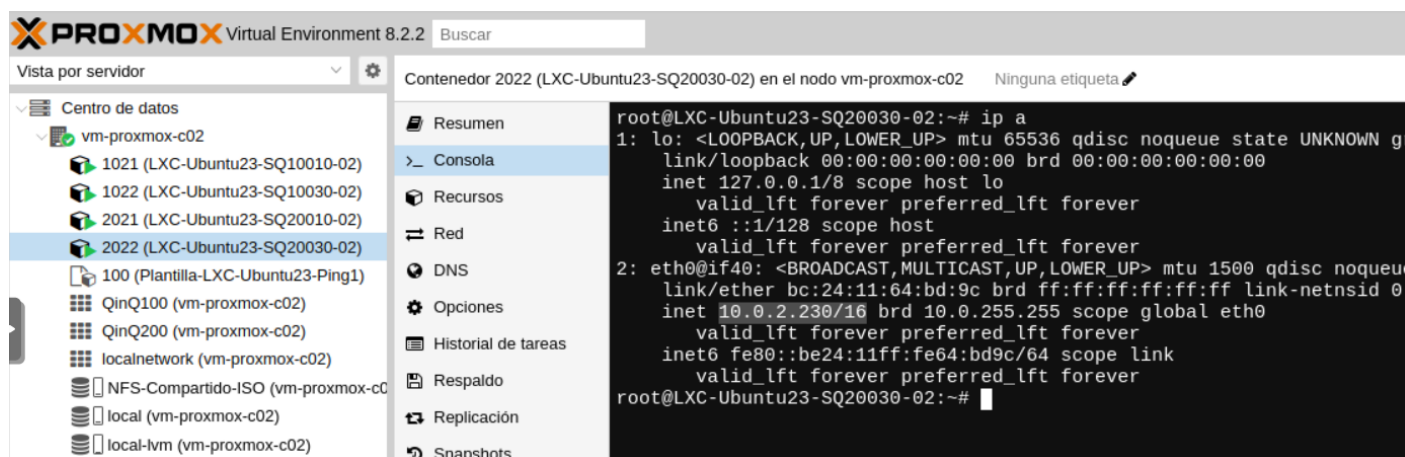 PROXMOX Virtual Environment 8.2.2 Buscar
Vista por servidor
Centro de datos
vm-proxmox-c02
1021 (LXC-Ubuntu23-SQ10010-02)
1022 (LXC-Ubuntu23-SQ10030-02)
2021 (LXC-Ubuntu23-SQ20010-02)
2022 (LXC-Ubuntu23-SQ20030-02)
100 (Plantilla-LXC-Ubuntu23-Ping1)
QinQ100 (vm-proxmox-c02)
QinQ200 (vm-proxmox-c02)
localnetwork (vm-proxmox-c02)
NFS-Compartido-ISO (vm-proxmox-c0
local (vm-proxmox-c02)
local-lvm (vm-proxmox-c02)
Contenedor 2022 (LXC-Ubuntu23-SQ20030-02) en el nodo vm-proxmox-c02 Ninguna etiqueta
Resumen
>_ Consola
Recursos
Red
DNS
Opciones
Historial de tareas
Respaldo
Replicación
Snapshots
root@LXC-Ubuntu23-SQ20030-02:~# ip a
1: lo: <LOOPBACK,UP,LOWER_UP> mtu 65536 qdisc noqueue state UNKNOWN g
link/loopback 00:00:00:00:00:00 brd 00:00:00:00:00:00
inet 127.0.0.1/8 scope host lo
valid_lft forever preferred_lft forever
inet6 ::1/128 scope host
valid_lft forever preferred_lft forever
2: eth0@if40: <BROADCAST,MULTICAST,UP,LOWER_UP> mtu 1500 qdisc noqueu
link/ether bc:24:11:64:bd:9c brd ff:ff:ff:ff:ff:ff link-netnsid 0
inet 10.0.2.230/16 brd 10.0.255.255 scope global eth0
valid_lft forever preferred_lft forever
inet6 fe80::be24:11ff:fe64:bd9c/64 scope link
valid_lft forever preferred_lft forever
root@LXC-Ubuntu23-SQ20030-02:~#